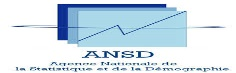 ANSD
Agence Nationale de
la Statistique et de la Démographie